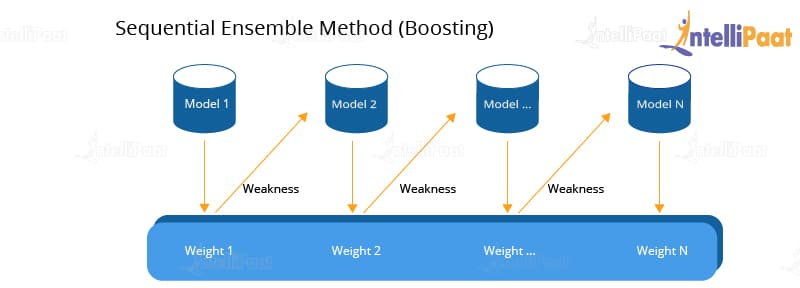 Sequential Ensemble Method (Boosting)
IntelliPaat
Model 1
Model 2
Model ...
Model N
Weakness
Weakness
Weakness
Weight 1
Weight 2
Weight ...
Weight N